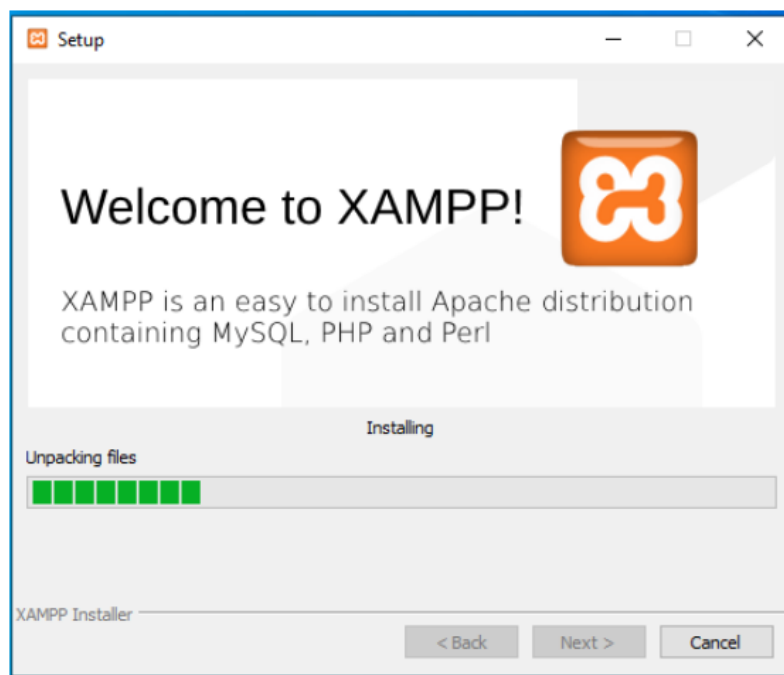 Setup
Welcome to XAMPP!
XAMPP is an easy to install Apache distribution
containing MySQL, PHP and Perl
Installing
Unpacking files
XAMPP Installer
< Back
Next >
Cancel